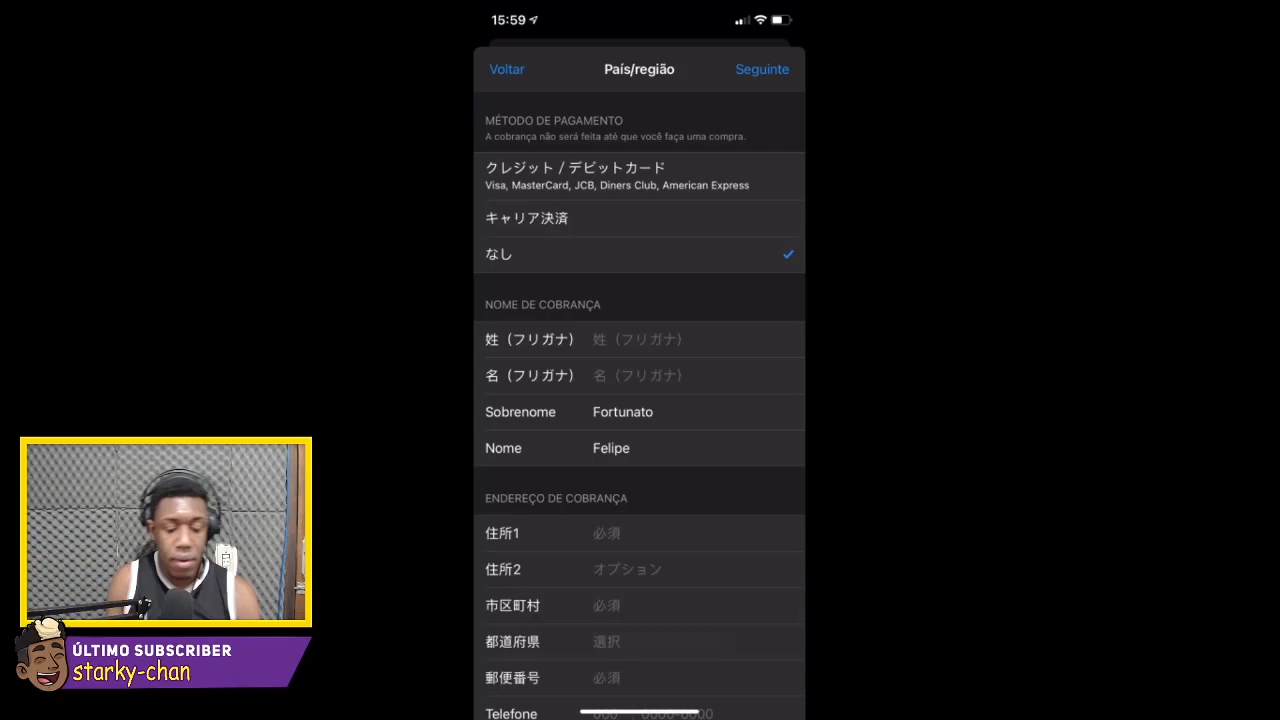 15:59
Voltar
País/região
Seguinte
MÉTODO DE PAGAMENTO
A cobrança não será feita até que você faça uma compra.
クレジット / デビットカード
Visa, MasterCard, JCB, Diners Club, American Express
キャリア決済
なし
NOME DE COBRANÇA
姓（フリガナ） 姓（フリガナ）
名（フリガナ） 名（フリガナ）
Sobrenome Fortunato
Nome Felipe
ENDEREÇO DE COBRANÇA
住所1 必須
住所2 オプション
市区町村 必須
都道府県 選択
郵便番号 必須
Telefone 000 0000-0000
ÚLTIMO SUBSCRIBER
starky-chan